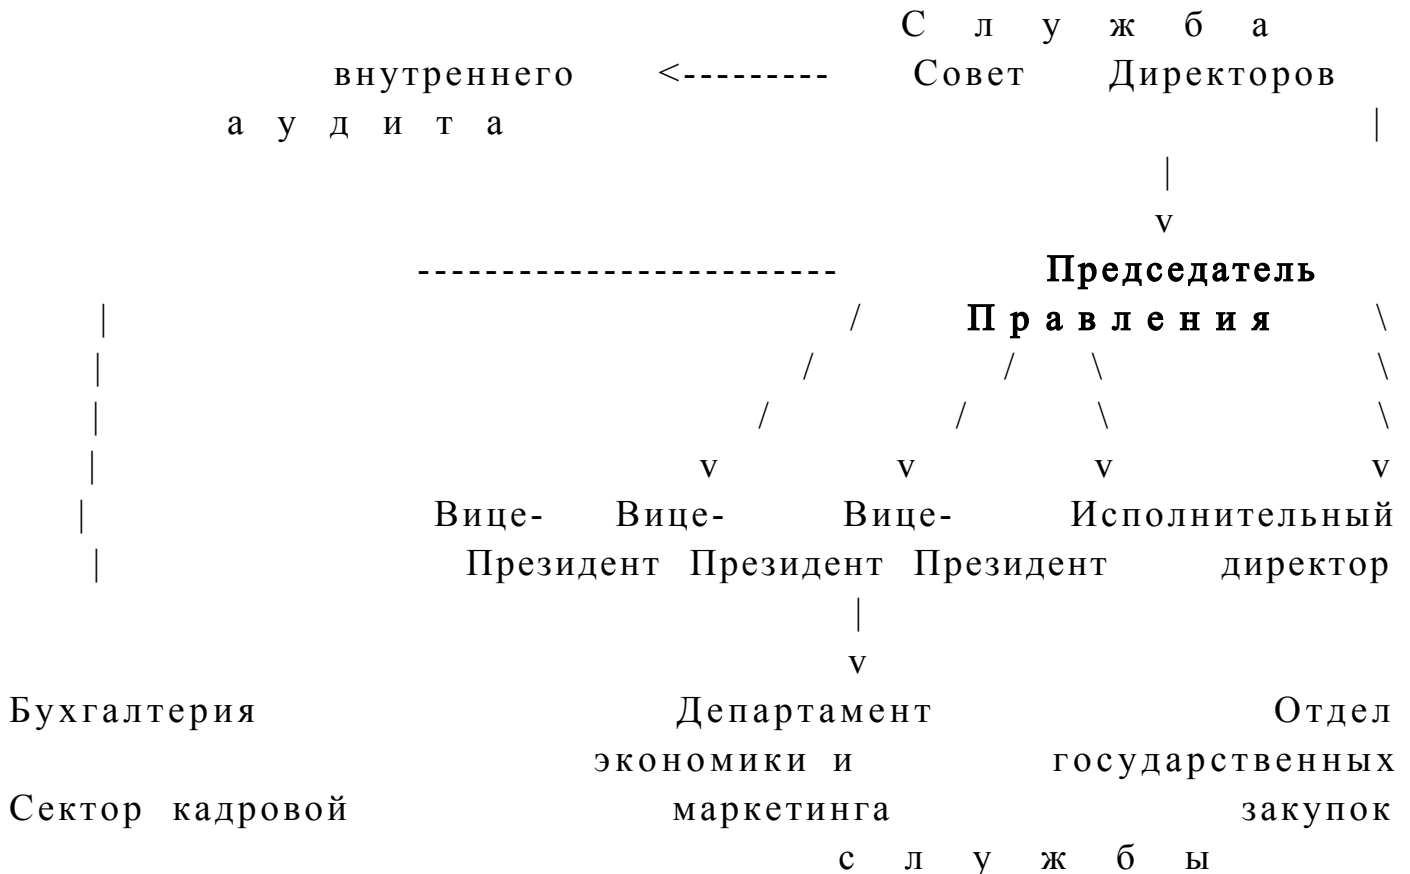 С л у ж б а
внутреннего <--------- Совет Директоров
а у д и т а |
|
v
------------------------- Председатель
| / П р а в л е н и я \
| / / \ \
| / / \ \
| v v v v
| Вице- Вице- Вице- Исполнительный
| Президент Президент Президент директор
|
v
Бухгалтерия Департамент Отдел
экономики и государственных
Сектор кадровой маркетинга закупок
с л у ж б ы